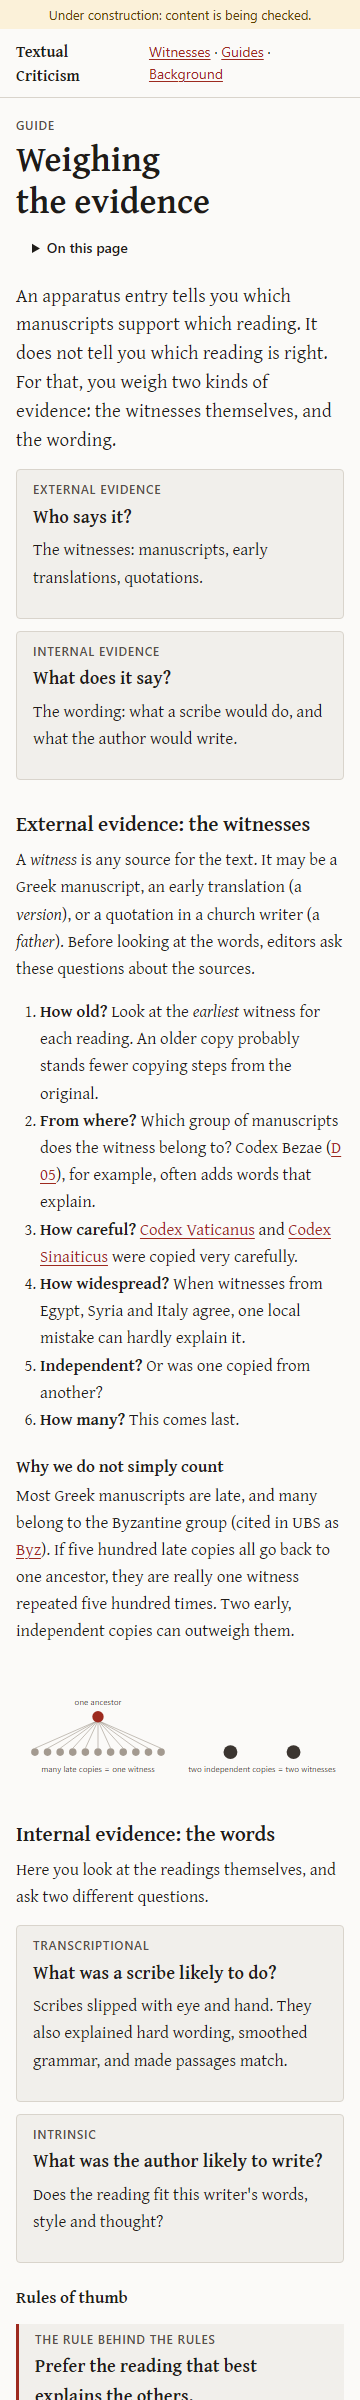 Under construction: content is being checked.
Textual
Criticism
Witnesses · Guides ·
Background
GUIDE
Weighing
the evidence
▶ On this page
An apparatus entry tells you which
manuscripts support which reading. It
does not tell you which reading is right.
For that, you weigh two kinds of
evidence: the witnesses themselves, and
the wording.
EXTERNAL EVIDENCE
Who says it?
The witnesses: manuscripts, early
translations, quotations.
INTERNAL EVIDENCE
What does it say?
The wording: what a scribe would do, and
what the author would write.
External evidence: the witnesses
A witness is any source for the text. It may be a
Greek manuscript, an early translation (a
version), or a quotation in a church writer (a
father). Before looking at the words, editors ask
these questions about the sources.
1. How old? Look at the earliest witness for
each reading. An older copy probably
stands fewer copying steps from the
original.
2. From where? Which group of manuscripts
does the witness belong to? Codex Bezae (D
05), for example, often adds words that
explain.
3. How careful? Codex Vaticanus and Codex
Sinaiticus were copied very carefully.
4. How widespread? When witnesses from
Egypt, Syria and Italy agree, one local
mistake can hardly explain it.
5. Independent? Or was one copied from
another?
6. How many? This comes last.
Why we do not simply count
Most Greek manuscripts are late, and many
belong to the Byzantine group (cited in UBS as
Byz). If five hundred late copies all go back to
one ancestor, they are really one witness
repeated five hundred times. Two early,
independent copies can outweigh them.
one ancestor
many late copies = one witness
two independent copies = two witnesses
Internal evidence: the words
Here you look at the readings themselves, and
ask two different questions.
TRANSCRIPTIONAL
What was a scribe likely to do?
Scribes slipped with eye and hand. They
also explained hard wording, smoothed
grammar, and made passages match.
INTRINSIC
What was the author likely to write?
Does the reading fit this writer's words,
style and thought?
Rules of thumb
THE RULE BEHIND THE RULES
Prefer the reading that best
explains the others.